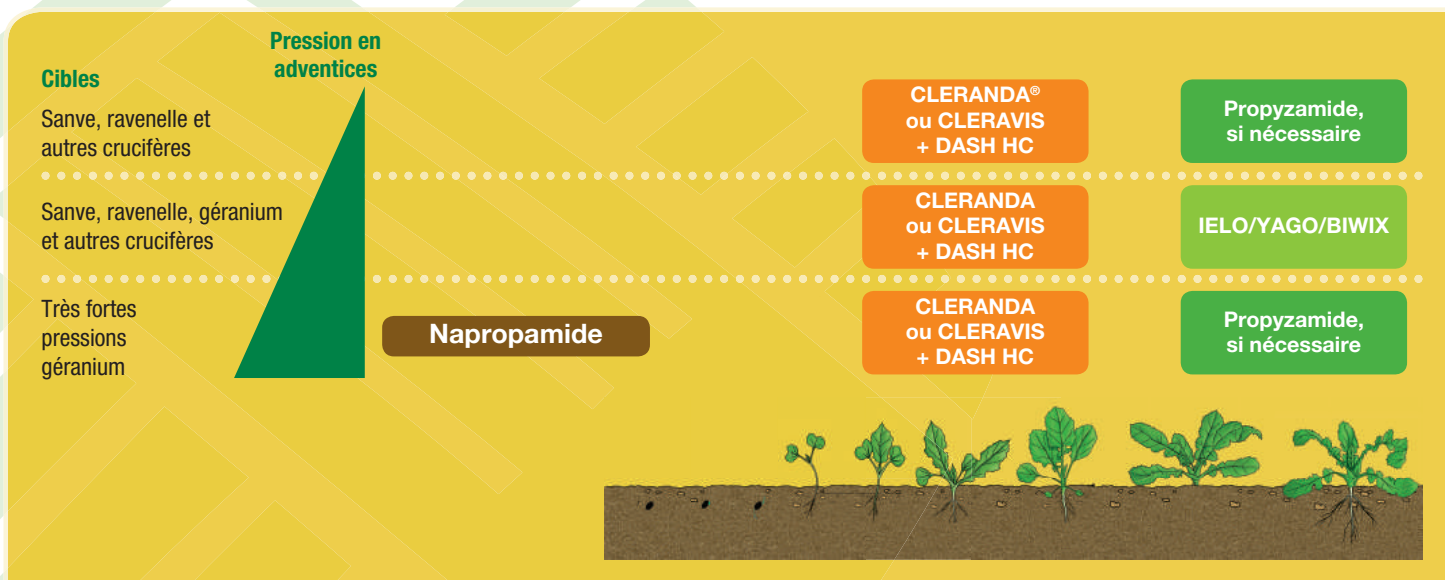 Pression en
adventices
Cibles
Sanve, ravenelle et
autres crucifères
CLERANDA®
ou CLERAVIS
+ DASH HC
Propyzamide,
si nécessaire
Sanve, ravenelle, géranium
et autres crucifères
CLERANDA
ou CLERAVIS
+ DASH HC
IELO/YAGO/BIWIX
Très fortes
pressions
géranium
Napropamide
CLERANDA
ou CLERAVIS
+ DASH HC
Propyzamide,
si nécessaire